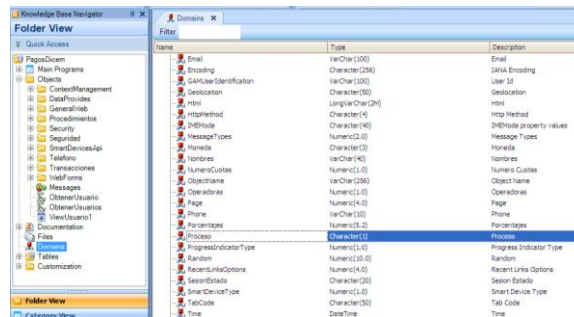 Knowledge Base Navigator
Folder View
Quick Access
PagosDicem
Main Programs
Objects
ContextManagement
DataProvides
GeneralWeb
Procedimientos
Security
Seguridad
SmartDevicesApi
Telefono
Transacciones
WebForms
Messages
ObtenerUsuario
ObtenerUsuarios
ViewUsuario1
Documentation
Files
Domains
Tables
Customization
Folder View
Category View
Domains
Filter
Name Type Description
Email VarChar(100) Email
Encoding Character(256) IANA Encoding
GAMUserIdentification VarChar(100) User Id
Geolocation Character(50) Geolocation
Html LongVarChar(2M) Html
HttpMethod Character(4) Http Method
IMEMode Character(40) IMEMode property values
MessageTypes Numeric(2.0) MessageTypes
Moneda Character(3) Moneda
Nombres VarChar(40) Nombres
NumeroCuotas Numeric(1.0) Numero Cuotas
ObjectName VarChar(256) Object Name
Operadoras Numeric(1.0) Operadoras
Page Numeric(4.0) Page
Phone VarChar(10) Phone
Porcentajes Numeric(5.2) Porcentajes
Proceso Character(1) Proceso
ProgressIndicatorType Numeric(1.0) Progress Indicator Type
Random Numeric(10.0) Random
RecentLinksOptions Numeric(4.0) Recent Links Options
SesionEstado Character(20) Sesion Estado
SmartDeviceType Numeric(1.0) Smart Device Type
TabCode Character(50) Tab Code
Time DateTime Time